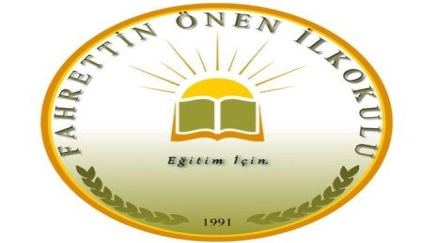 FAHRETTİN ÖNEN İLKOKULU
Eğitim İçin.
1991